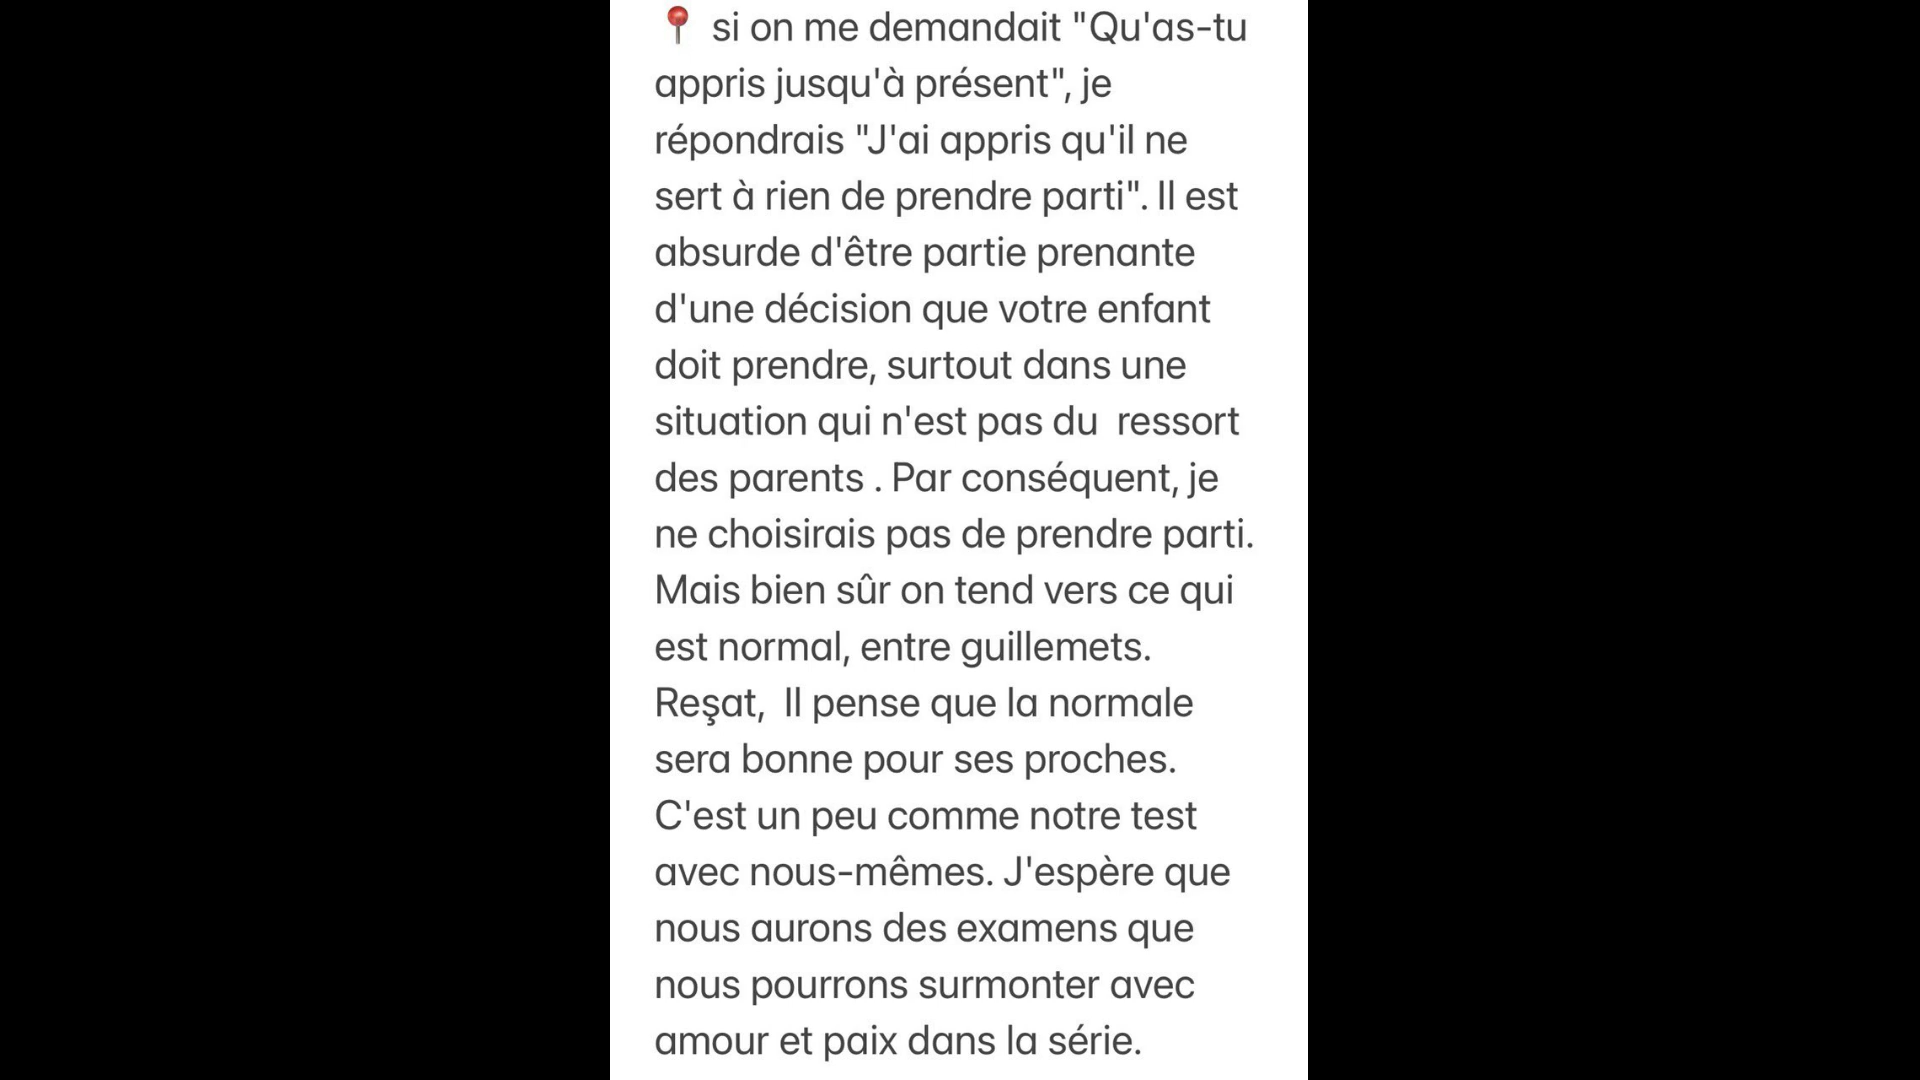 📍 si on me demandait "Qu'as-tu
appris jusqu'à présent", je
répondrais "J'ai appris qu'il ne
sert à rien de prendre parti". Il est
absurde d'être partie prenante
d'une décision que votre enfant
doit prendre, surtout dans une
situation qui n'est pas du  ressort
des parents . Par conséquent, je
ne choisirais pas de prendre parti.
Mais bien sûr on tend vers ce qui
est normal, entre guillemets.
Reşat,  Il pense que la normale
sera bonne pour ses proches.
C'est un peu comme notre test
avec nous-mêmes. J'espère que
nous aurons des examens que
nous pourrons surmonter avec
amour et paix dans la série.